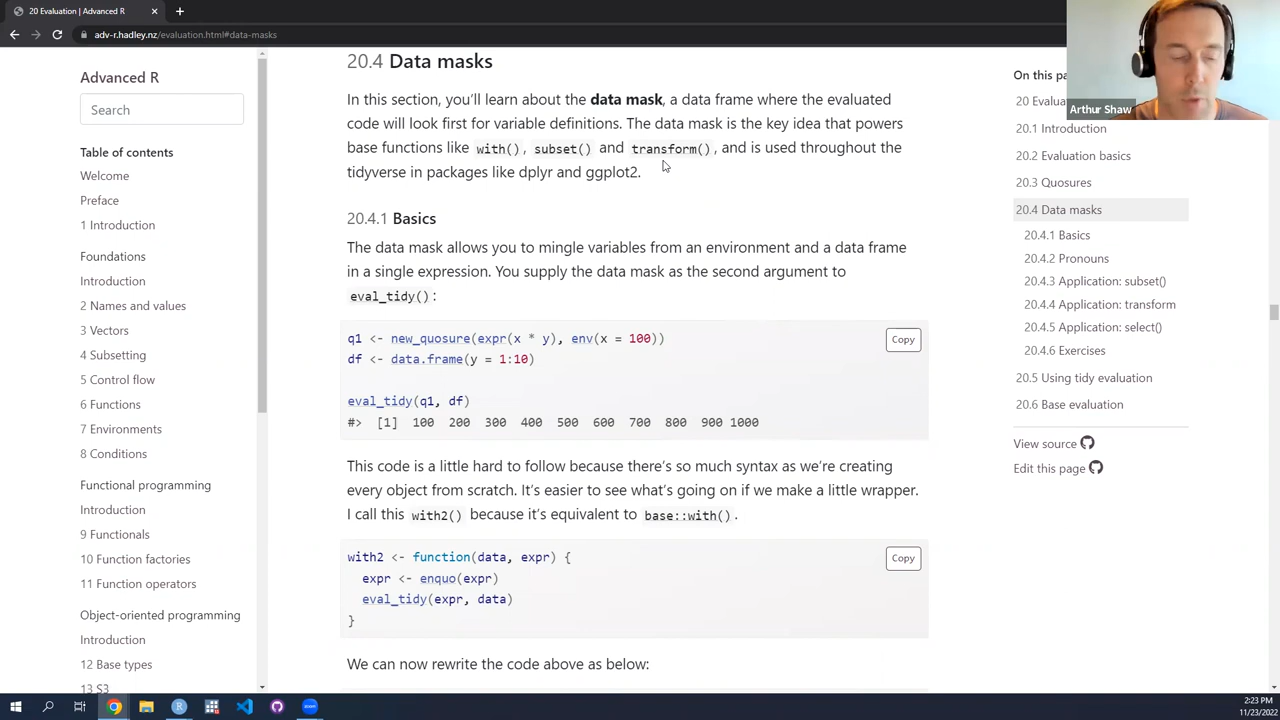 20 Evaluation | Advanced R
adv-r.hadley.nz/evaluation.html#data-masks
Arthur Shaw
Advanced R
Search
Table of contents
Welcome
Preface
1 Introduction
Foundations
Introduction
2 Names and values
3 Vectors
4 Subsetting
5 Control flow
6 Functions
7 Environments
8 Conditions
Functional programming
Introduction
9 Functionals
10 Function factories
11 Function operators
Object-oriented programming
Introduction
12 Base types
13 S3
20.4 Data masks
In this section, you'll learn about the data mask, a data frame where the evaluated
code will look first for variable definitions. The data mask is the key idea that powers
base functions like with(), subset() and transform(), and is used throughout the
tidyverse in packages like dplyr and ggplot2.
20.4.1 Basics
The data mask allows you to mingle variables from an environment and a data frame
in a single expression. You supply the data mask as the second argument to
eval_tidy():
q1 <- new_quosure(expr(x * y), env(x = 100))
df <- data.frame(y = 1:10)
eval_tidy(q1, df)
#> [1] 100 200 300 400 500 600 700 800 900 1000
Copy
This code is a little hard to follow because there's so much syntax as we're creating
every object from scratch. It's easier to see what's going on if we make a little wrapper.
I call this with2() because it's equivalent to base::with().
with2 <- function(data, expr) {
expr <- enquo(expr)
eval_tidy(expr, data)
}
Copy
We can now rewrite the code above as below:
On this pa
20 Evalua
20.1 Introduction
20.2 Evaluation basics
20.3 Quosures
20.4 Data masks
20.4.1 Basics
20.4.2 Pronouns
20.4.3 Application: subset()
20.4.4 Application: transform
20.4.5 Application: select()
20.4.6 Exercises
20.5 Using tidy evaluation
20.6 Base evaluation
View source
Edit this page
2:23 PM
11/23/2022